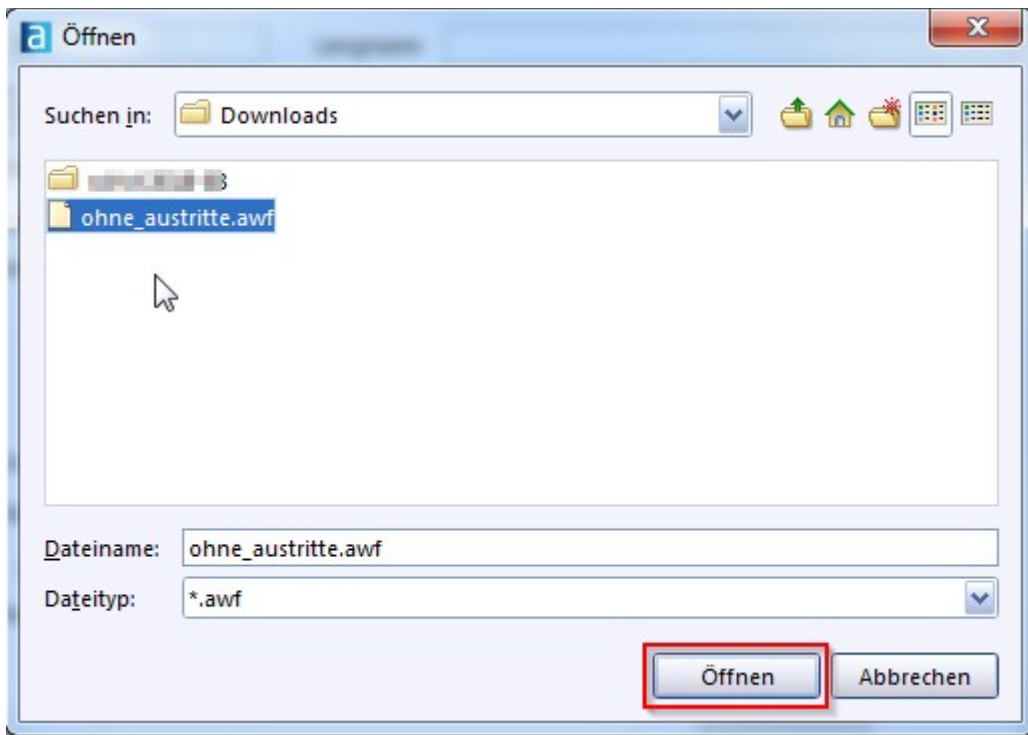 Öffnen
Suchen in: Downloads
ohne_austritte.awf
Dateiname: ohne_austritte.awf
Dateityp: *.awf
Öffnen Abbrechen